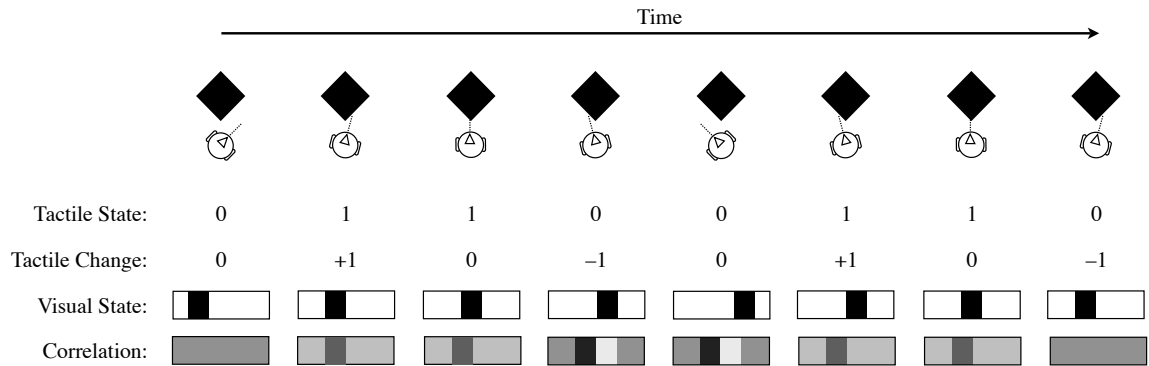 Time
Tactile State: 0 1 1 0 0 1 1 0
Tactile Change: 0 +1 0 –1 0 +1 0 –1
Visual State:
Correlation: